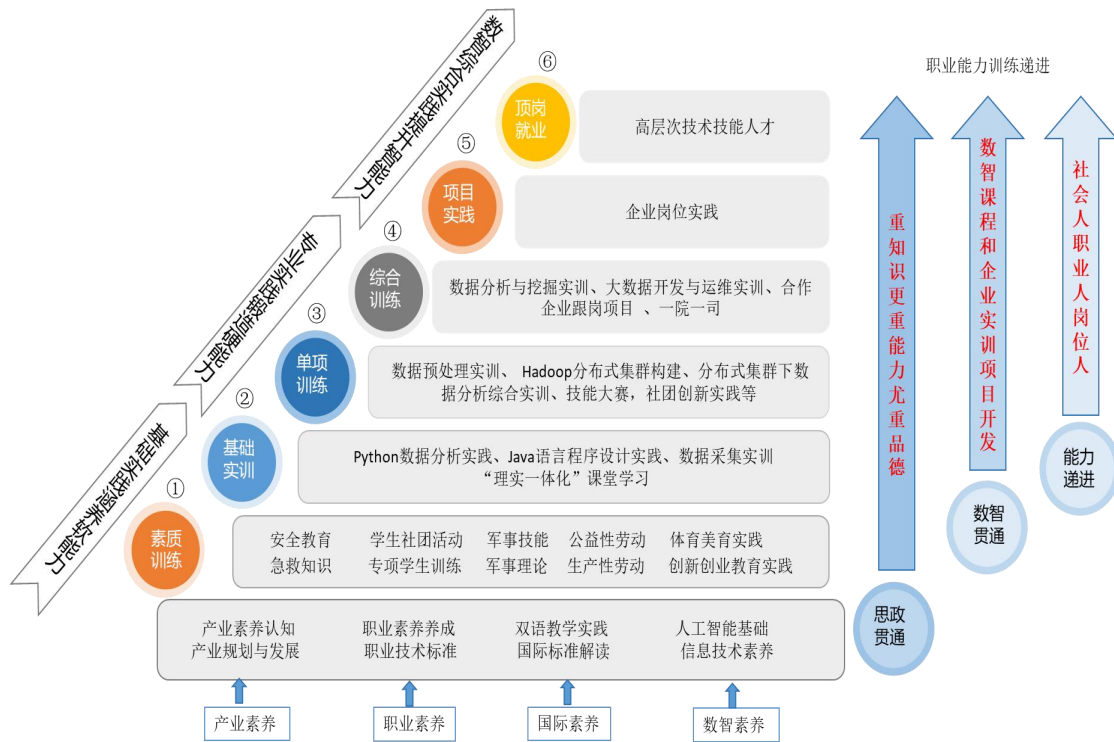 职业能力训练递进
数智综合实践提升智能力
专业实践锻造硬能力
基础实践涵养软能力
⑥
顶岗
就业
高层次技术技能人才
⑤
项目
实践
企业岗位实践
④
综合
训练
数据分析与挖掘实训、大数据开发与运维实训、合作
企业跟岗项目 、一院一司
③
单项
训练
数据预处理实训、 Hadoop分布式集群构建、分布式集群下数
据分析综合实训、技能大赛，社团创新实践等
②
基础
实训
Python数据分析实践、Java语言程序设计实践、数据采集实训
“理实一体化”课堂学习
①
素质
训练
安全教育 学生社团活动 军事技能 公益性劳动 体育美育实践
急救知识 专项学生训练 军事理论 生产性劳动 创新创业教育实践
产业素养认知 职业素养养成 双语教学实践 人工智能基础
产业规划与发展 职业技术标准 国际标准解读 信息技术素养
产业素养 职业素养 国际素养 数智素养
重知识更重能力尤重品德
思政
贯通
数智课程和企业实训项目开发
数智
贯通
社会人职业人岗位人
能力
递进